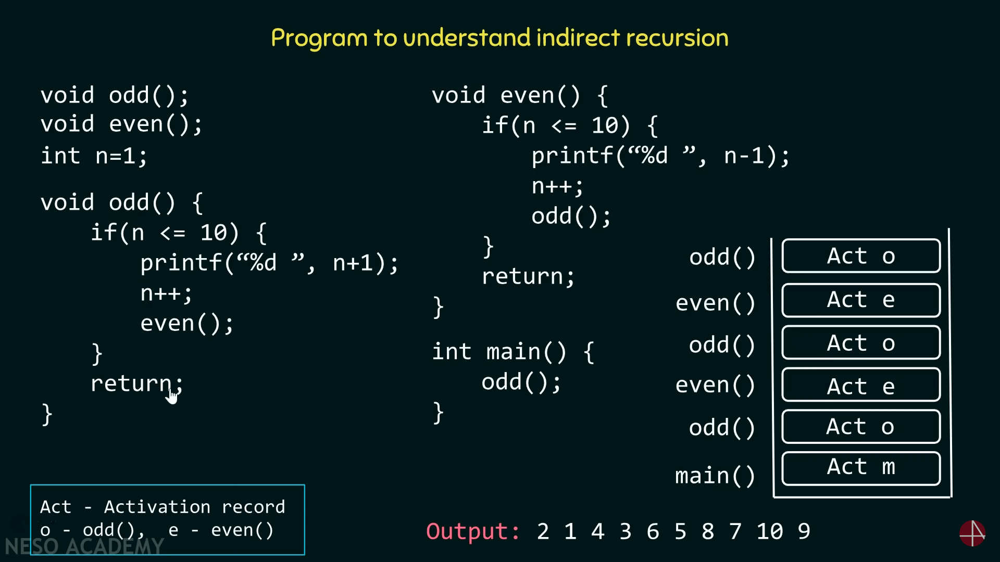 Program to understand indirect recursion
void odd();
void even();
int n=1;
void odd() {
if(n <= 10) {
printf(“%d ”, n+1);
n++;
even();
}
return;
}
void even() {
if(n <= 10) {
printf(“%d ”, n-1);
n++;
odd();
}
return;
}
int main() {
odd();
}
odd() Act o
even() Act e
odd() Act o
even() Act e
odd() Act o
main() Act m
Act - Activation record
o - odd(), e - even()
NESO ACADEMY
Output: 2 1 4 3 6 5 8 7 10 9